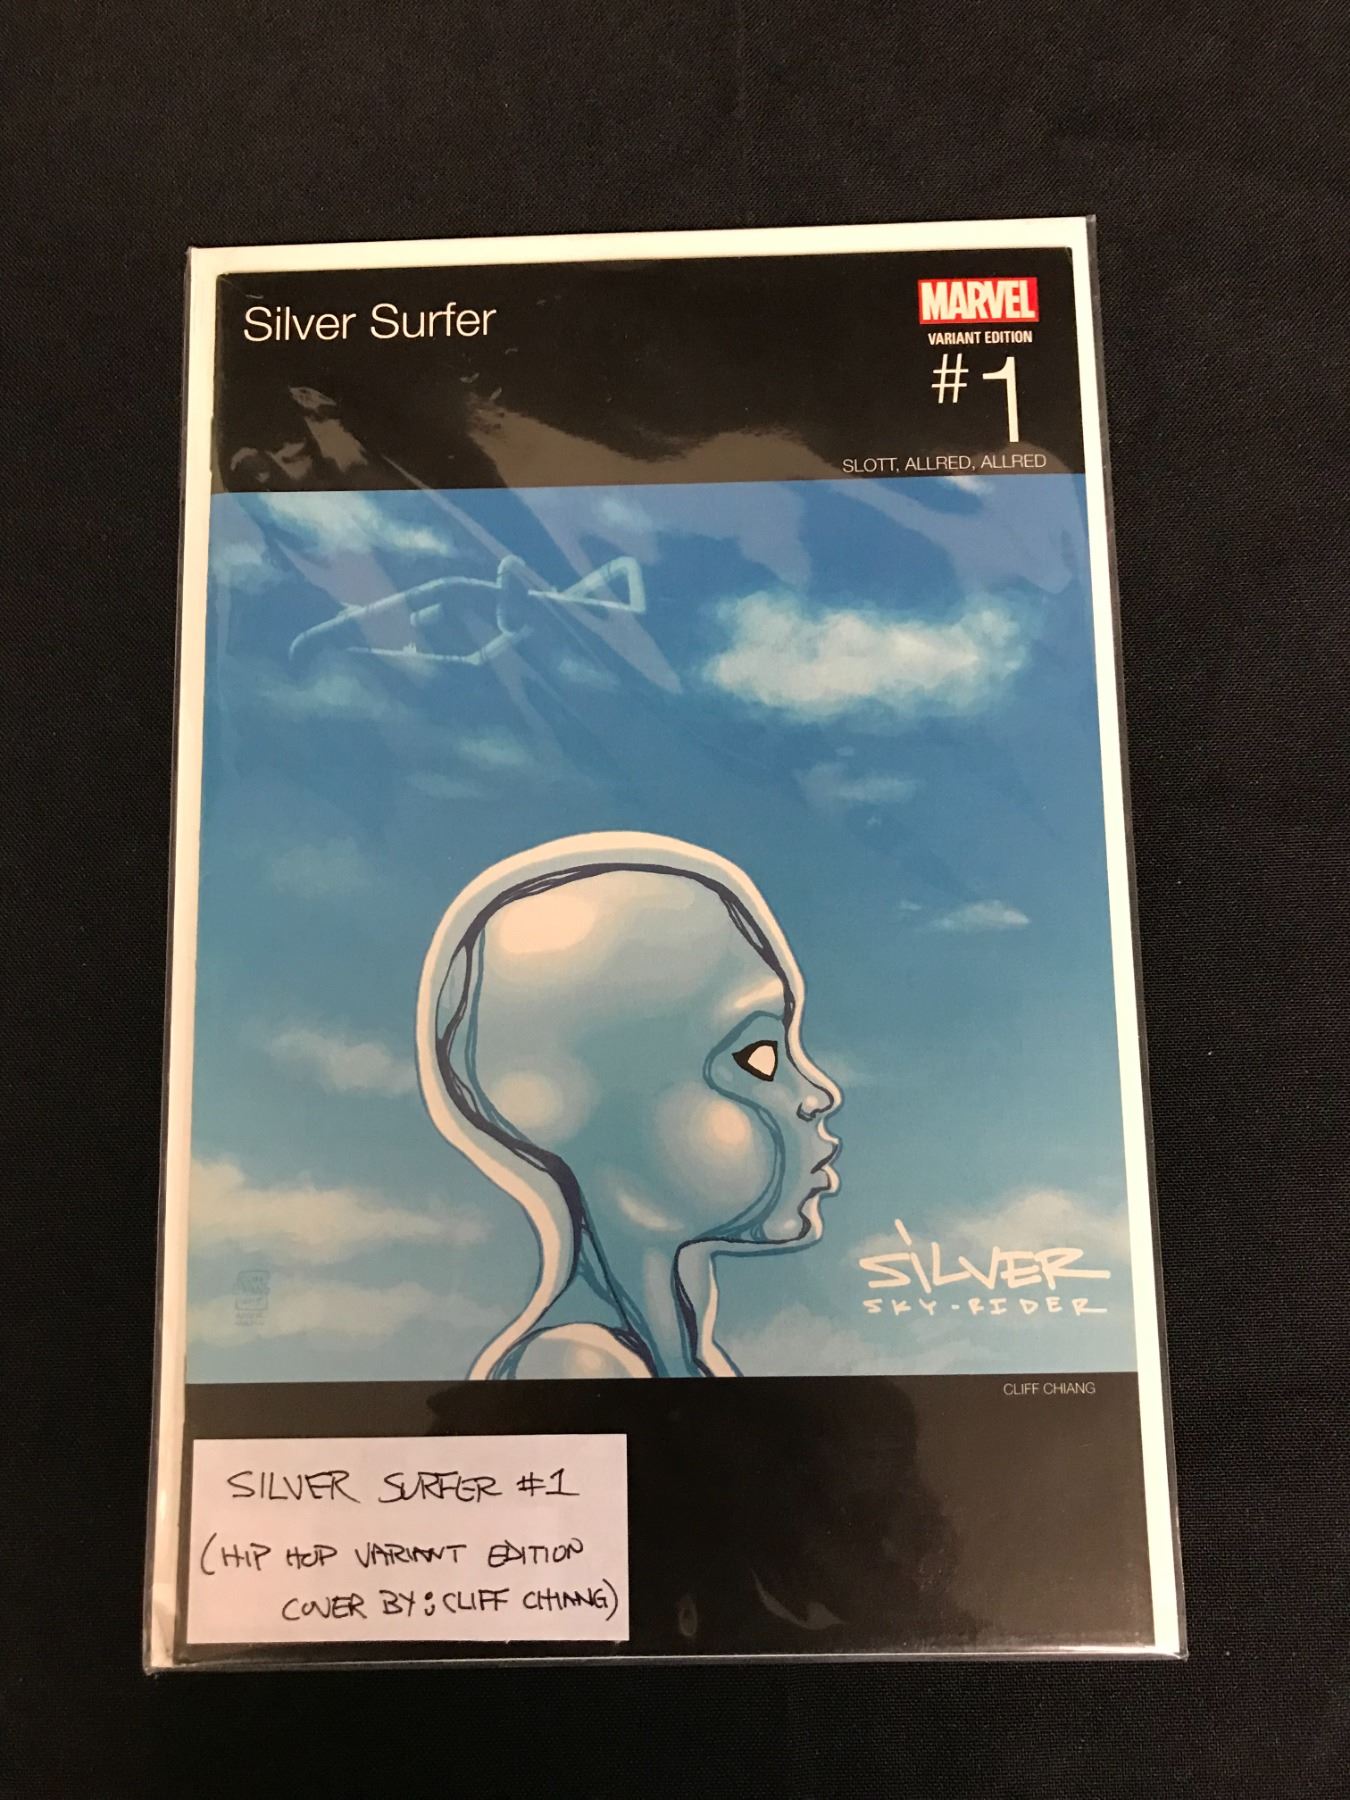 Silver Surfer
MARVEL
VARIANT EDITION
#1
SLOTT, ALLRED, ALLRED
SiLVER
SKY-RIDER
CLIFF CHIANG
SILVER SURFER #1
(HIP HOP VARIANT EDITION
COVER BY: CLIFF CHIANG)